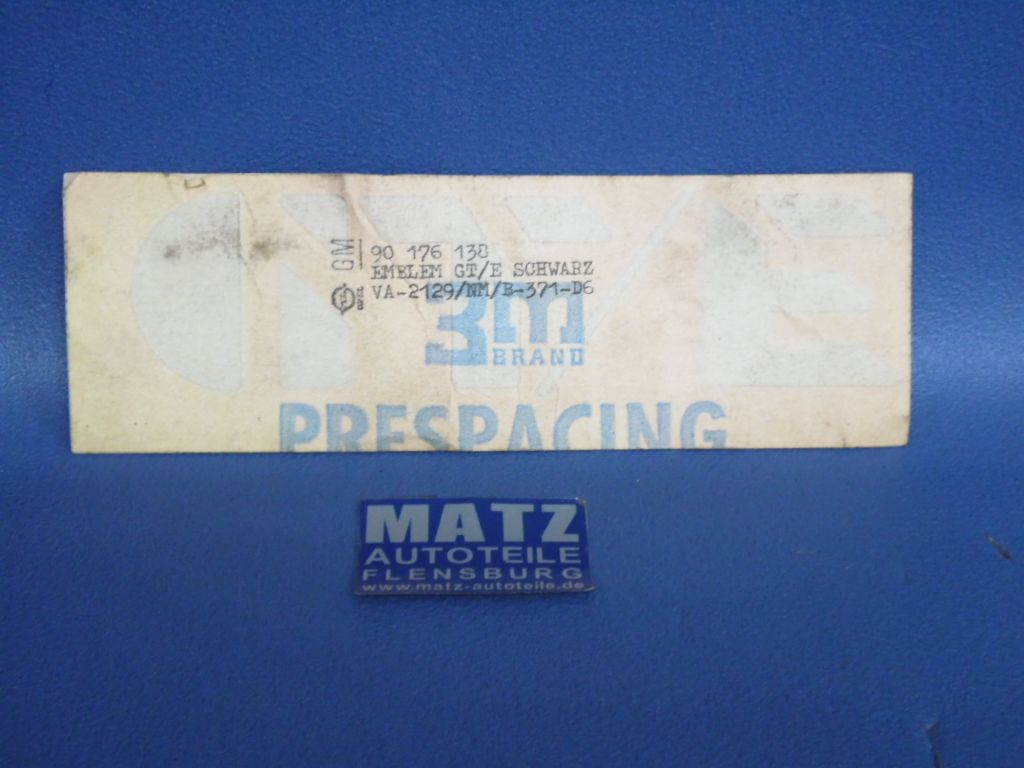 GM
90 176 138
EMBLEM GT/E SCHWARZ
VA-2129/NM/B-371-D6
3m
BRAND
PRESPACING
MATZ
AUTOTEILE
FLENSBURG
www.matz-autoteile.de